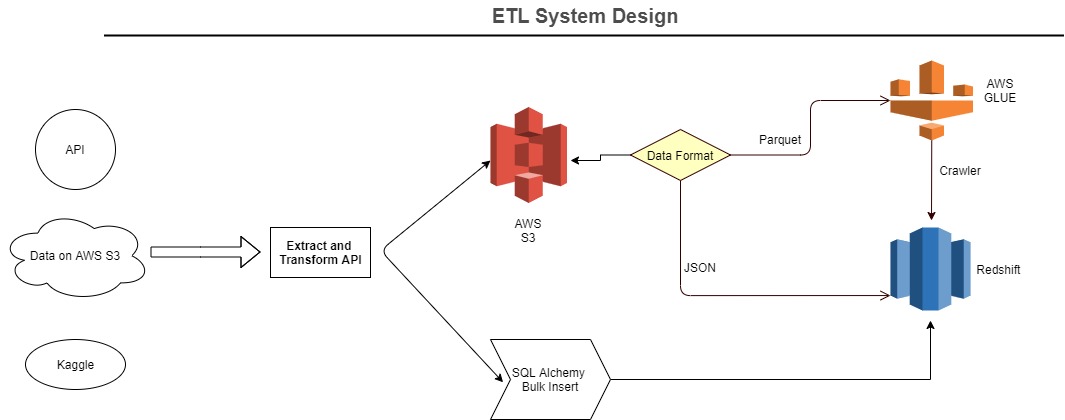 ETL System Design
API
Data on AWS S3
Kaggle
Extract and
Transform API
AWS
S3
SQL Alchemy
Bulk Insert
Data Format
Parquet
JSON
AWS
GLUE
Crawler
Redshift